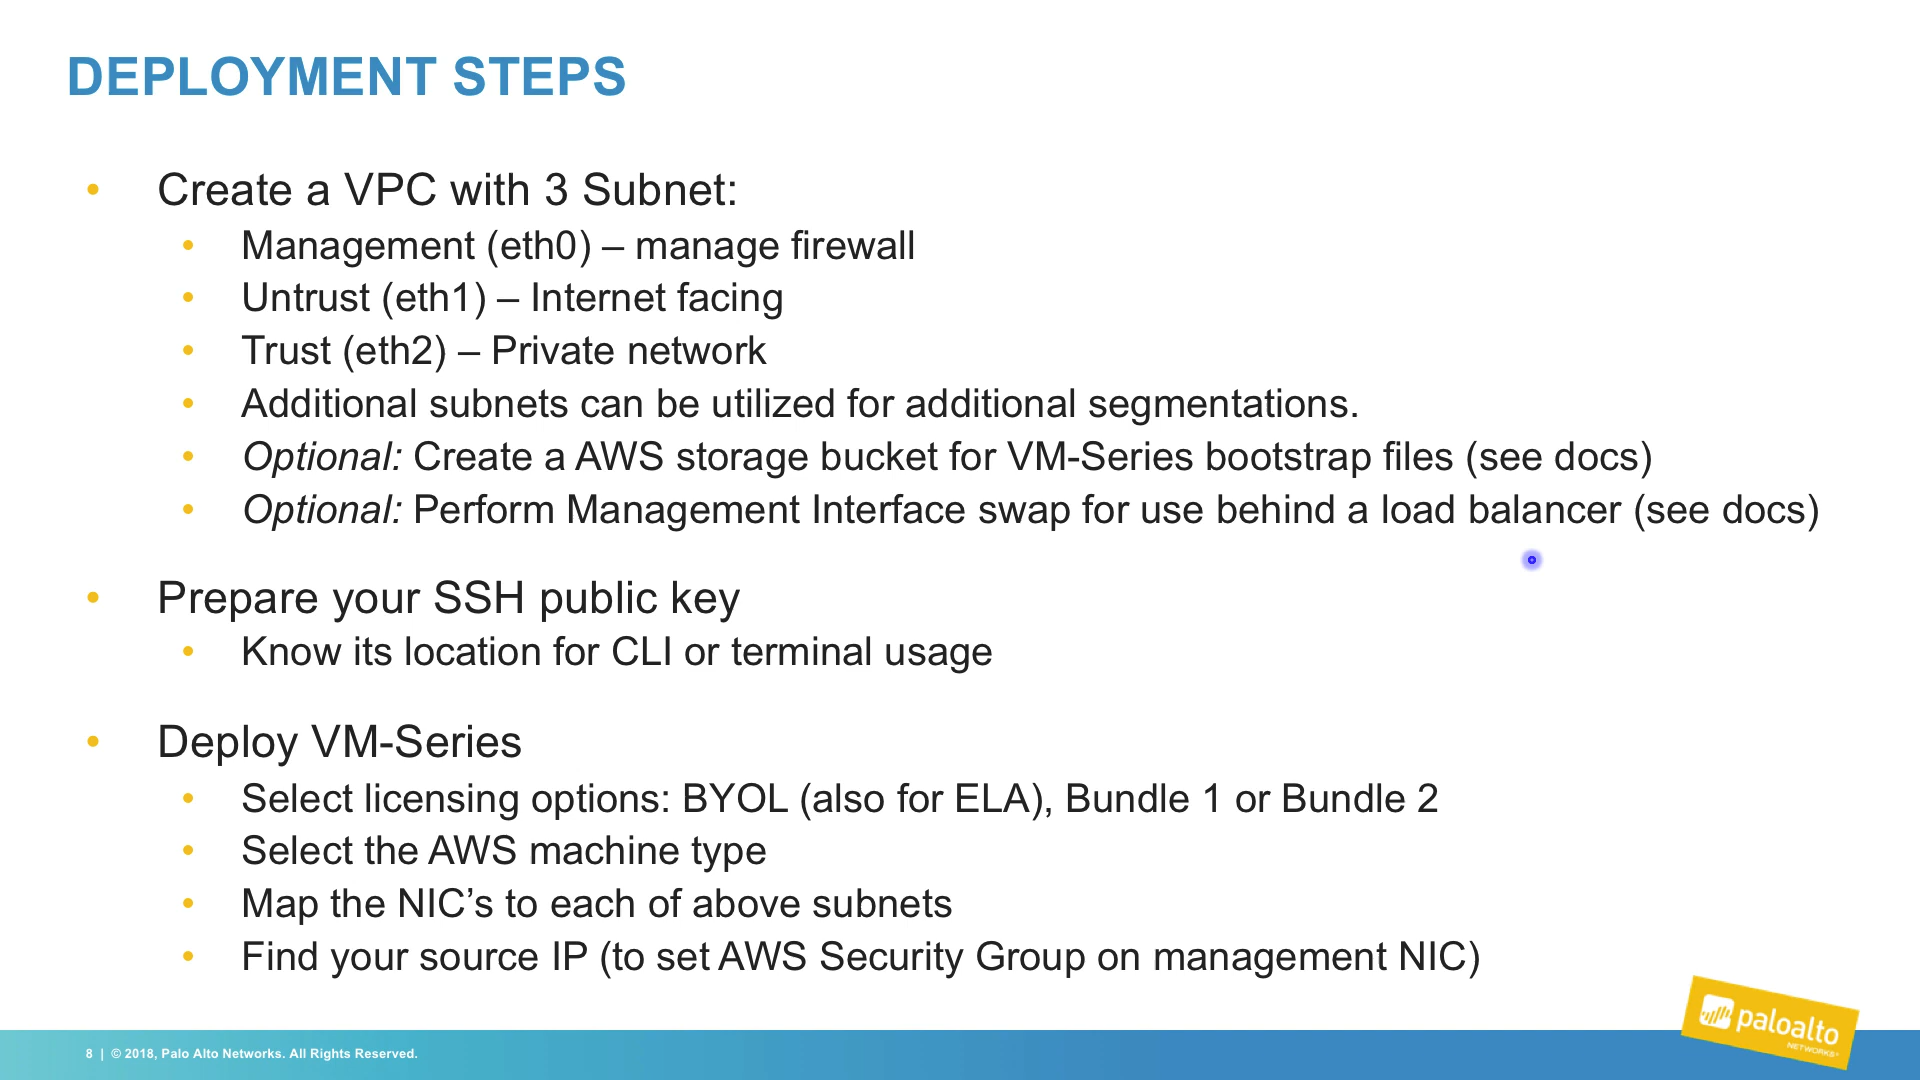 DEPLOYMENT STEPS
• Create a VPC with 3 Subnet:
• Management (eth0) – manage firewall
• Untrust (eth1) – Internet facing
• Trust (eth2) – Private network
• Additional subnets can be utilized for additional segmentations.
• Optional: Create a AWS storage bucket for VM-Series bootstrap files (see docs)
• Optional: Perform Management Interface swap for use behind a load balancer (see docs)
• Prepare your SSH public key
• Know its location for CLI or terminal usage
• Deploy VM-Series
• Select licensing options: BYOL (also for ELA), Bundle 1 or Bundle 2
• Select the AWS machine type
• Map the NIC’s to each of above subnets
• Find your source IP (to set AWS Security Group on management NIC)
8 | © 2018, Palo Alto Networks. All Rights Reserved.
paloalto
NETWORKS®